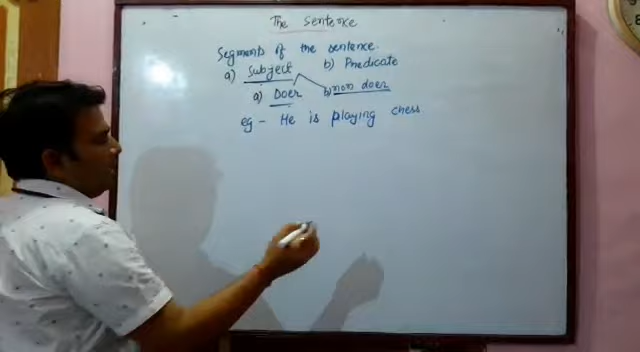 The Sentence
Segments of the sentence.
a) Subject b) Predicate
a) Doer b) non doer
eg - He is playing chess